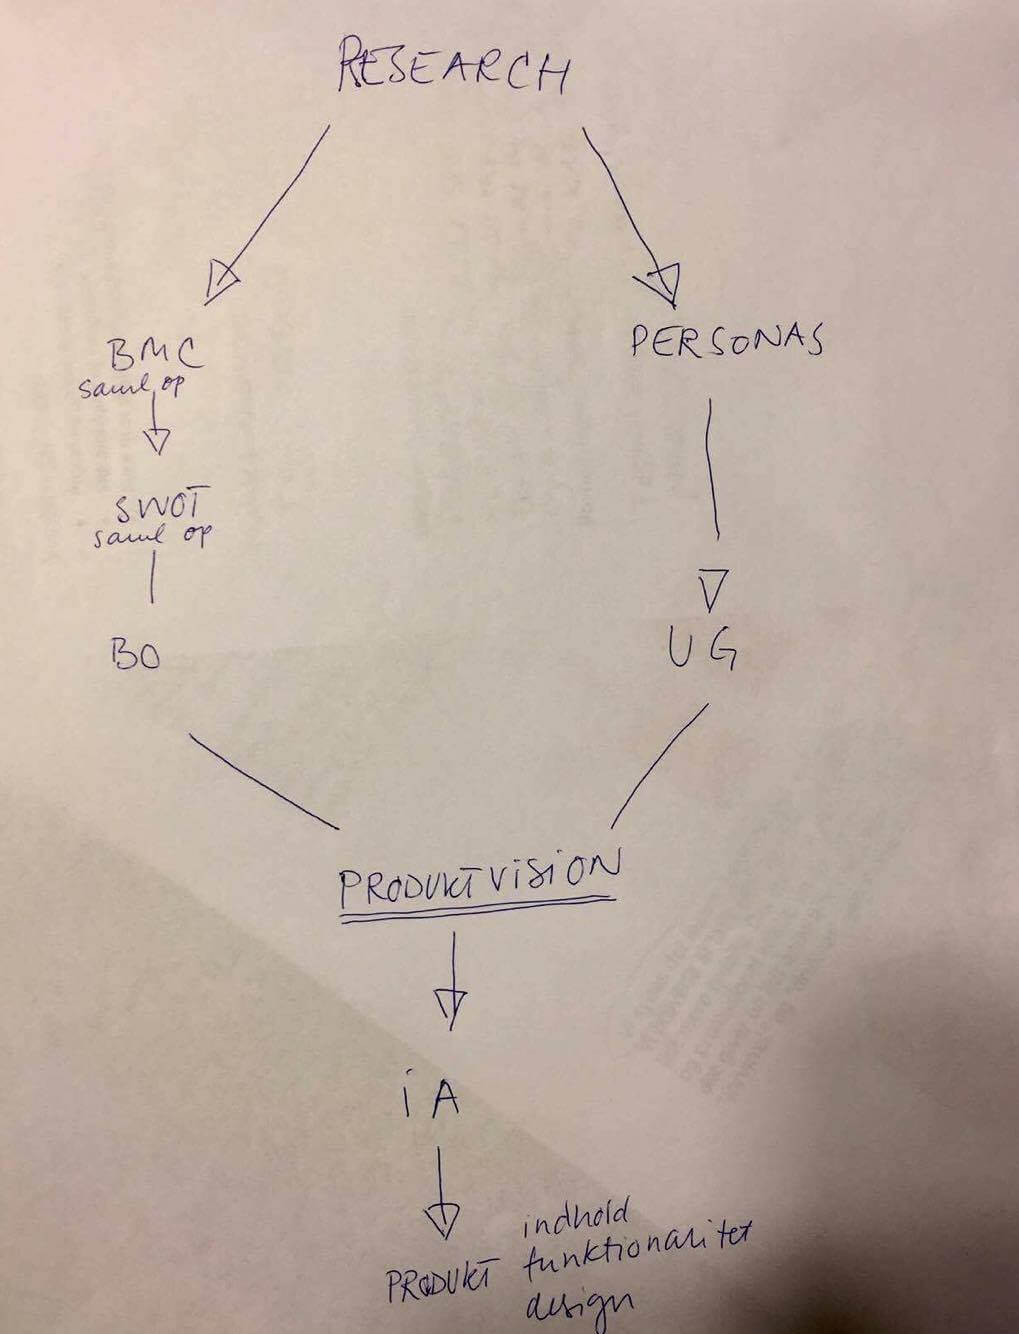 RESEARCH
BMC
saml op
SWOT
saml op
BO
PERSONAS
UG
PRODUKTVISION
iA
PRODUKT
indhold
funktionalitet
design